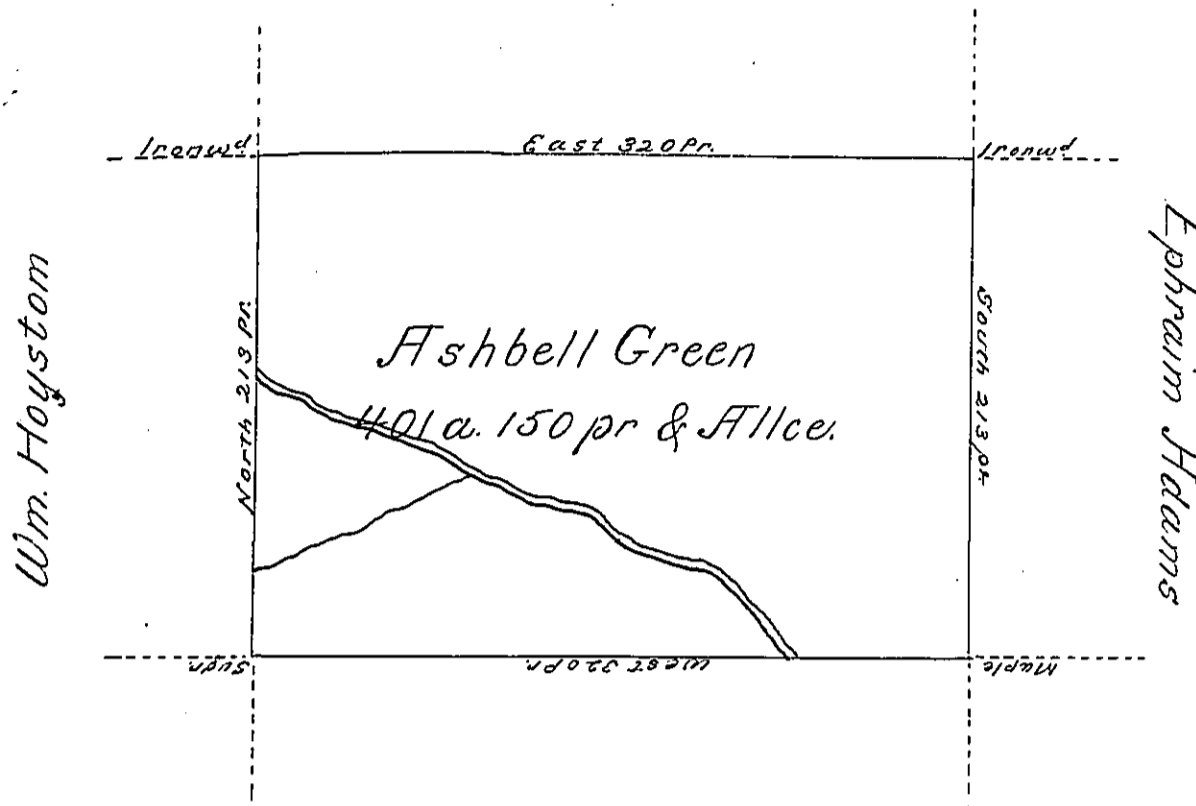 Ironwd
East 320 Pr.
Ironwd
Wm. Hoystom
North 213 Pr.
Ashbell Green
401 a. 150 pr & Allce.
South 213 pr
Ephraim Adams
Sugr.
West 320 Pr.
Maple